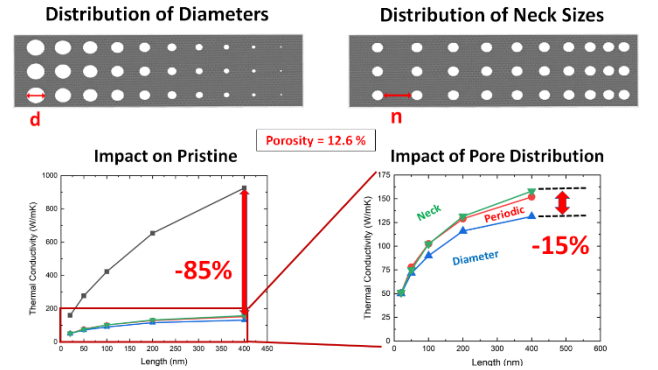 Distribution of Diameters
Distribution of Neck Sizes
d
n
Porosity = 12.6 %
Impact on Pristine
Impact of Pore Distribution
Thermal Conductivity (W/mK)
1000
800
600
400
200
0
0 50 100 150 200 250 300 350 400 450
Length (nm)
-85%
Thermal Conductivity (W/mK)
175
150
125
100
75
50
25
0
0 100 200 300 400 500 600
Length (nm)
Neck
Periodic
Diameter
-15%